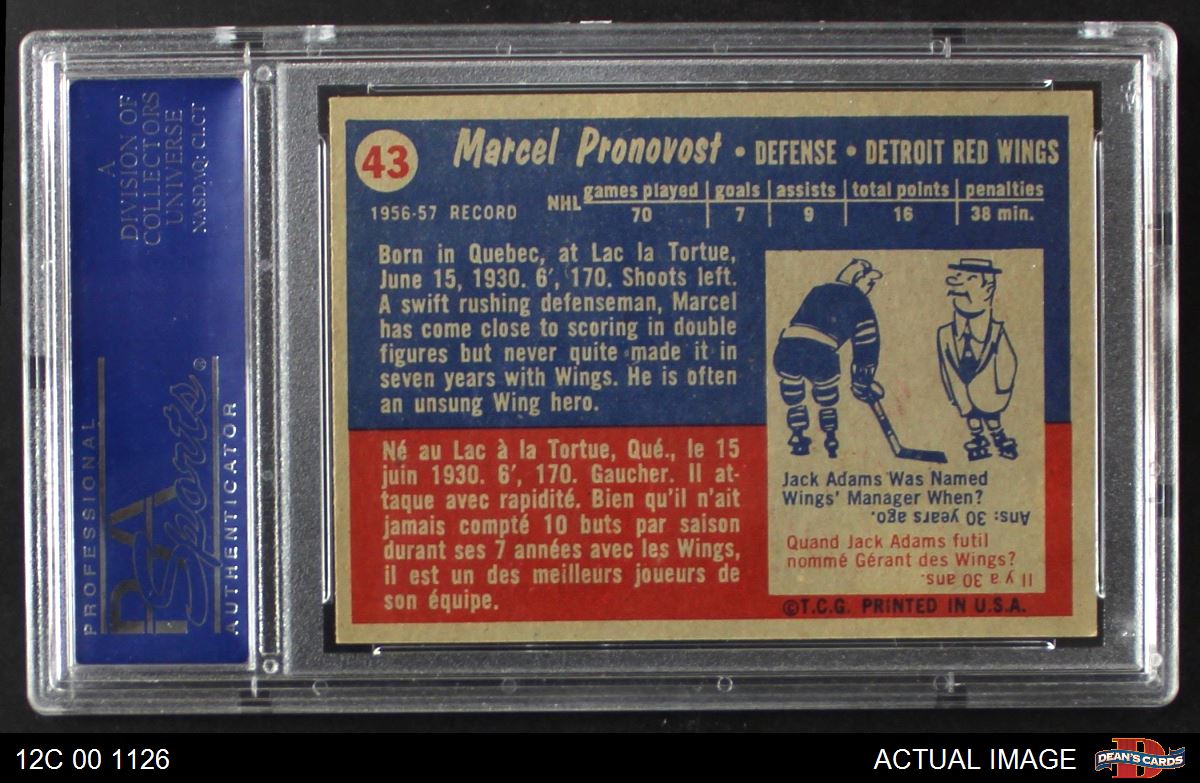 A
DIVISION OF
COLLECTORS
UNIVERSE
NASDAQ: CLCT
PROFESSIONAL
PSA
Sports®
AUTHENTICATOR
43
Marcel Pronovost • DEFENSE • DETROIT RED WINGS
1956-57 RECORD
NHL games played goals assists total points penalties
70 7 9 16 38 min.
Born in Quebec, at Lac la Tortue,
June 15, 1930. 6', 170. Shoots left.
A swift rushing defenseman, Marcel
has come close to scoring in double
figures but never quite made it in
seven years with Wings. He is often
an unsung Wing hero.
Né au Lac à la Tortue, Qué., le 15
juin 1930. 6', 170. Gaucher. Il at-
taque avec rapidité. Bien qu'il n'ait
jamais compté 10 buts par saison
durant ses 7 années avec les Wings,
il est un des meilleurs joueurs de
son équipe.
Jack Adams Was Named
Wings' Manager When?
Ans: 30 years ago.
Quand Jack Adams futil
nommé Gérant des Wings?
Il y a 30 ans.
©T.C.G. PRINTED IN U.S.A.
12C 00 1126
ACTUAL IMAGE
D
DEAN'S CARDS